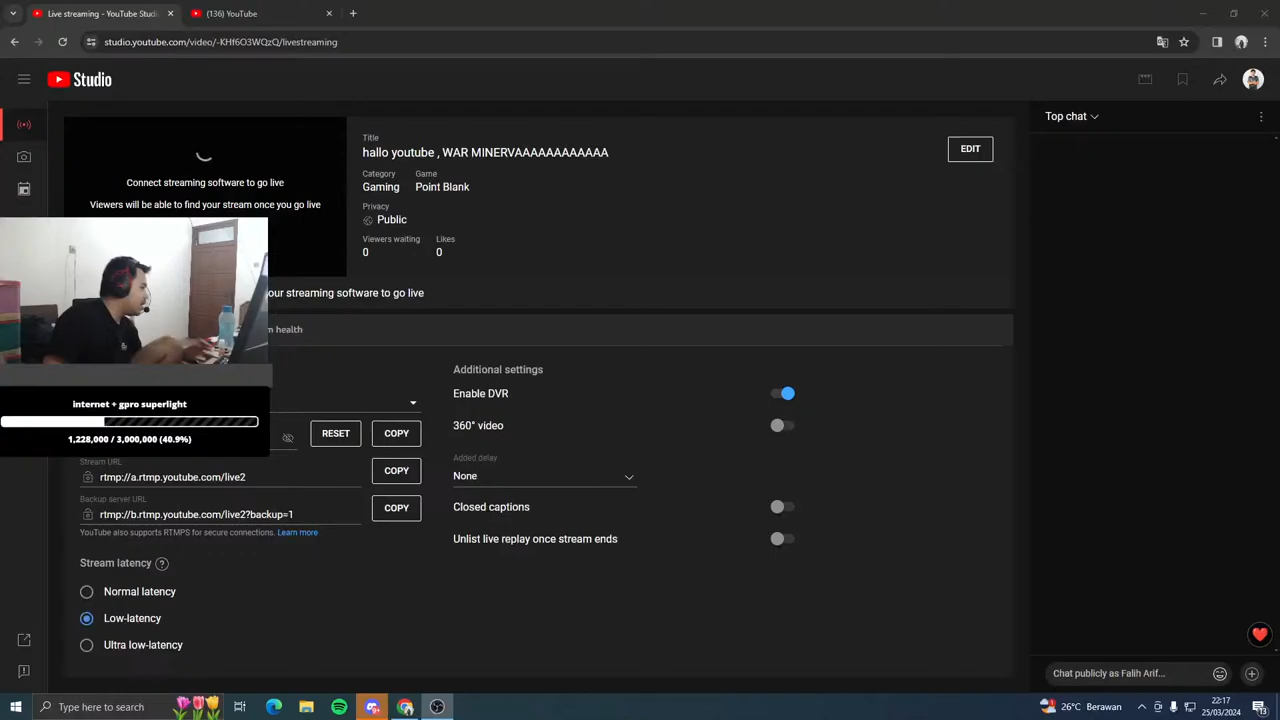 Live streaming - YouTube Studi
(136) YouTube
studio.youtube.com/video/-KHf6O3WQzQ/livestreaming
Studio
Connect streaming software to go live
Viewers will be able to find your stream once you go live
Title
hallo youtube , WAR MINERVAAAAAAAAAAAA
Category
Game
Gaming
Point Blank
Privacy
Public
Viewers waiting
Likes
0
0
EDIT
Top chat
our streaming software to go live
m health
internet + gpro superlight
1,228,000 / 3,000,000 (40.9%)
RESET
COPY
Stream URL
rtmp://a.rtmp.youtube.com/live2
COPY
Backup server URL
rtmp://b.rtmp.youtube.com/live2?backup=1
COPY
YouTube also supports RTMPS for secure connections. Learn more
Stream latency
Normal latency
Low-latency
Ultra low-latency
Additional settings
Enable DVR
360° video
Added delay
None
Closed captions
Unlist live replay once stream ends
Chat publicly as Falih Arif...
Type here to search
26°C Berawan
22:17
25/03/2024
3